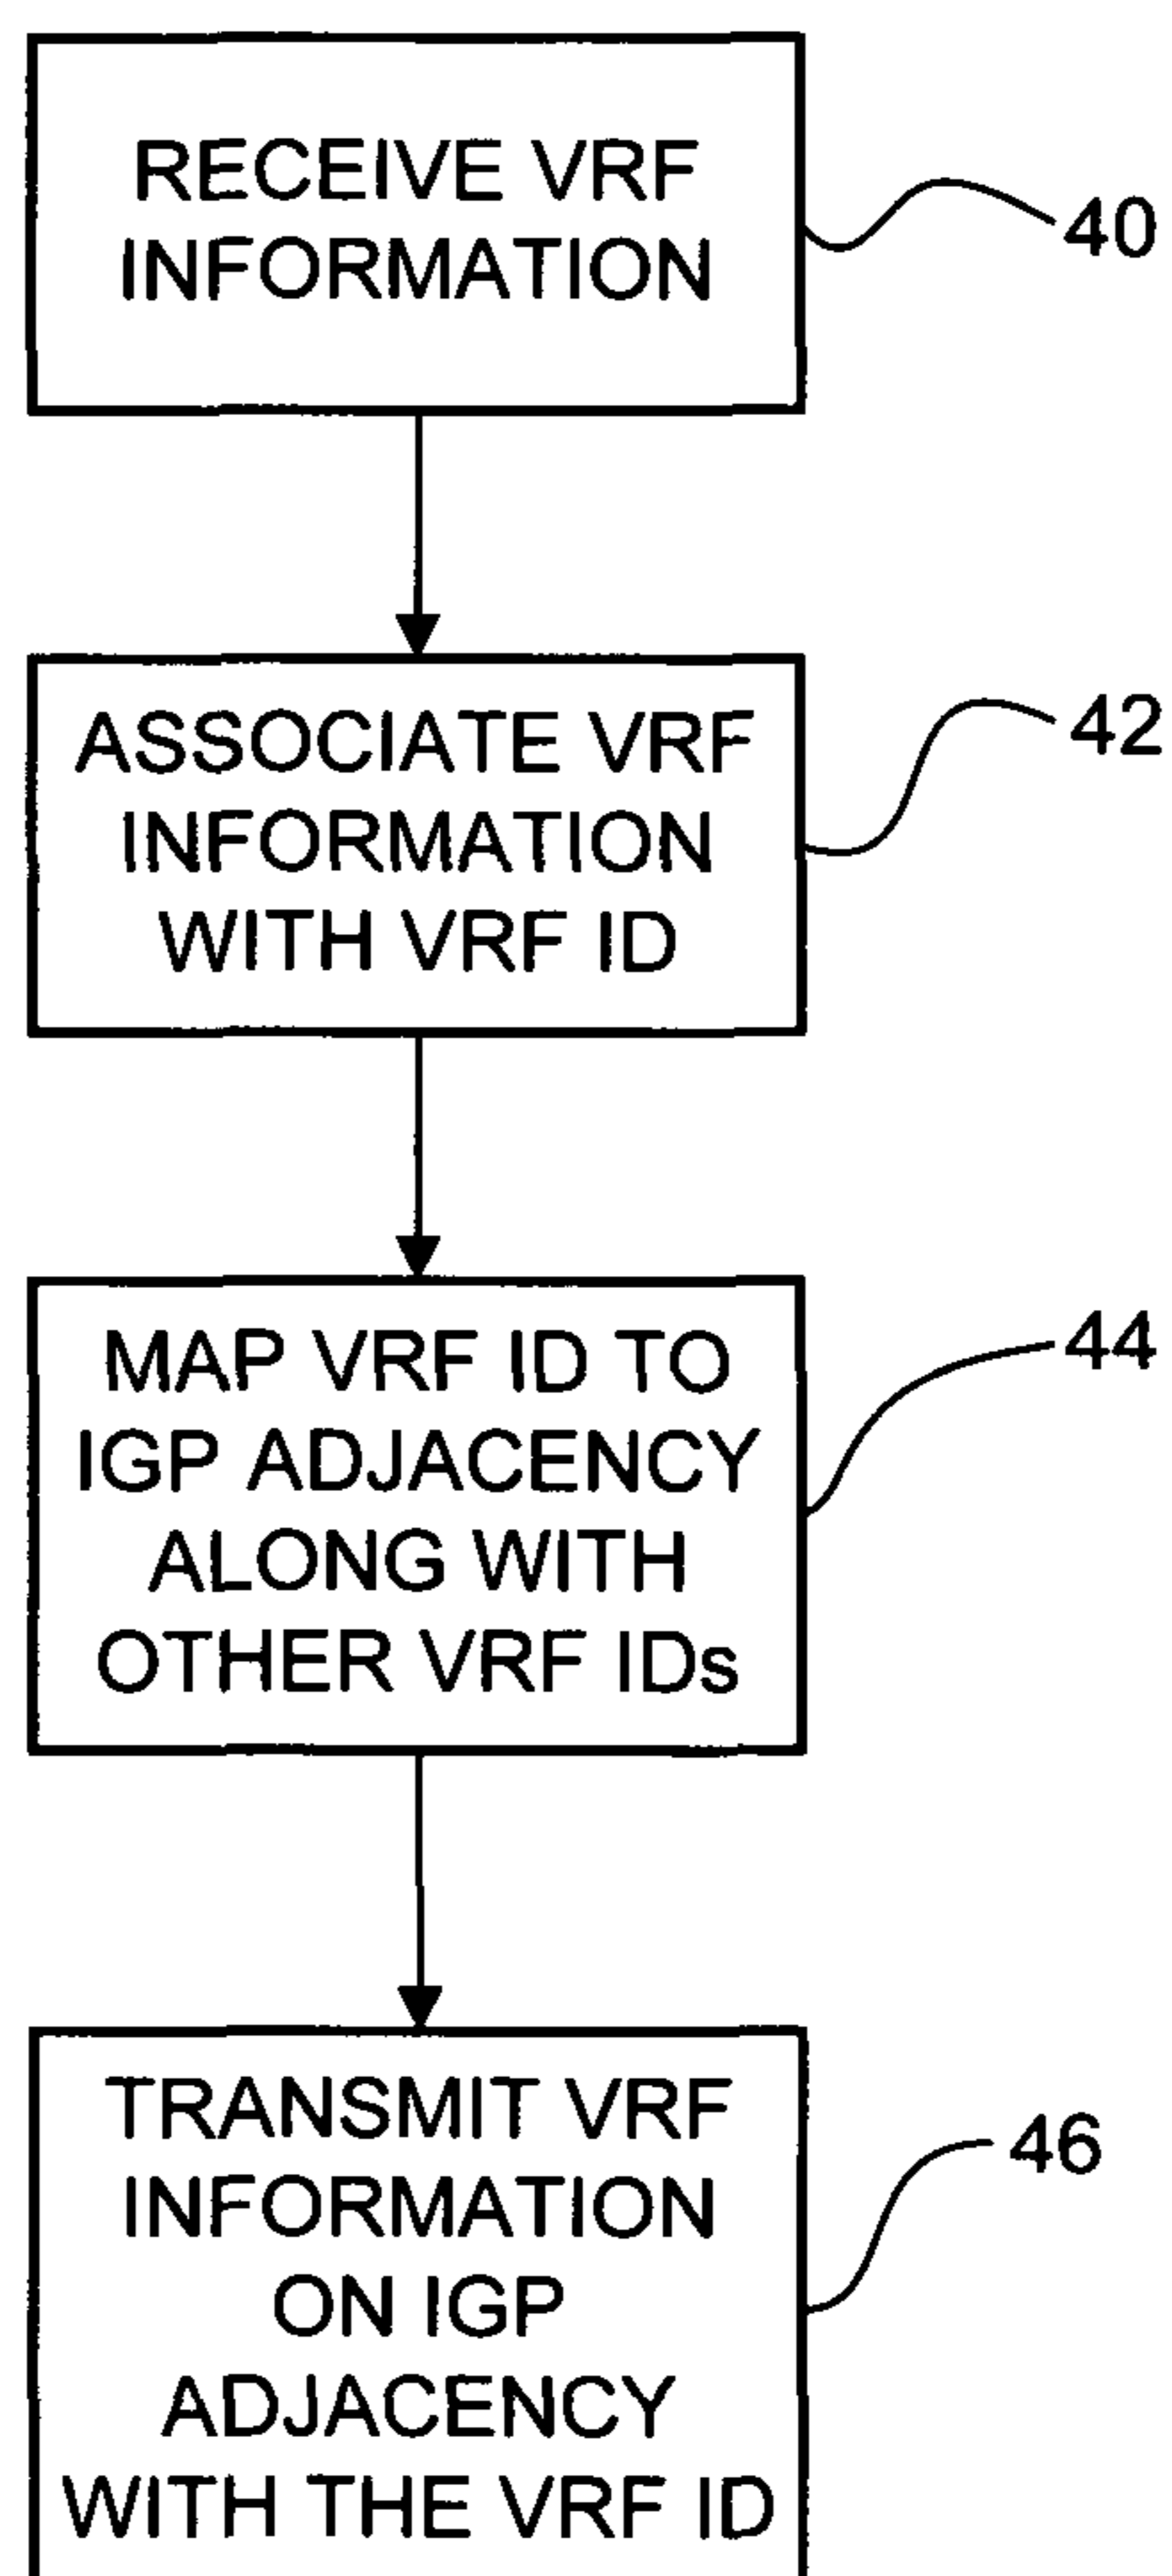 RECEIVE VRF
INFORMATION
40
ASSOCIATE VRF
INFORMATION
WITH VRF ID
42
MAP VRF ID TO
IGP ADJACENCY
ALONG WITH
OTHER VRF IDs
44
TRANSMIT VRF
INFORMATION
ON IGP
ADJACENCY
WITH THE VRF ID
46